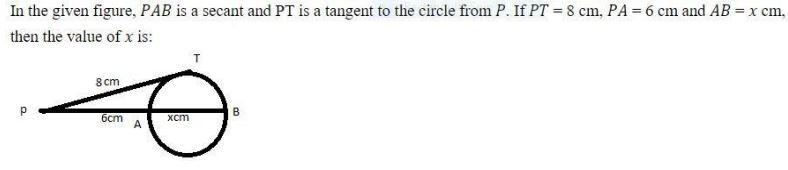 In the given figure, PAB is a secant and PT is a tangent to the circle from P. If PT = 8 cm, PA = 6 cm and AB = x cm,
then the value of x is:
T
8cm
P
6cm
A
xcm
B